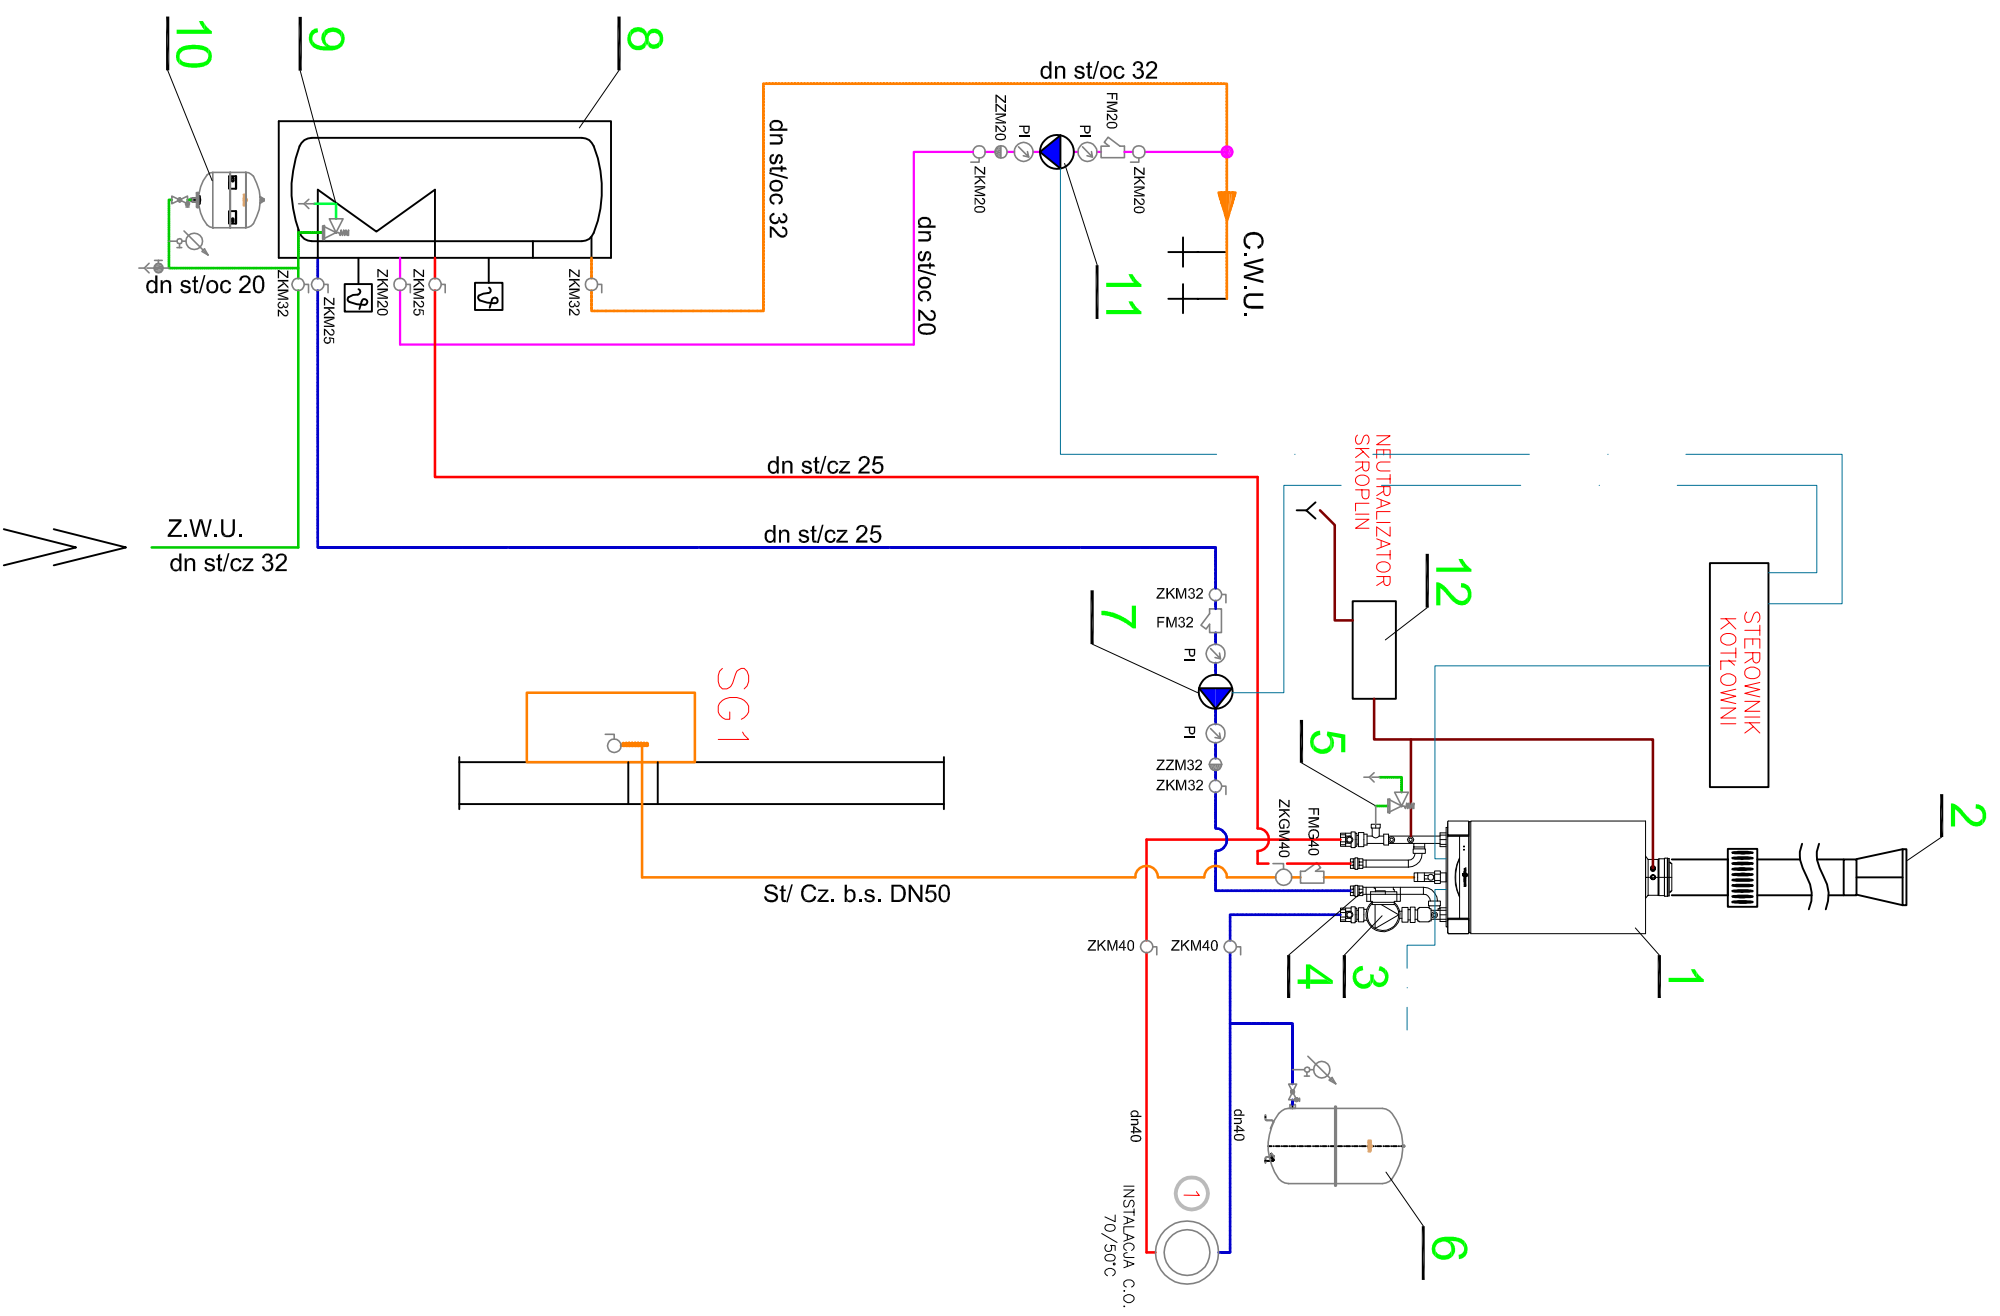 10
9
8
dn st/oc 32
ZZM20
PI
PI
FM20
ZKM20
ZKM20
dn st/oc 32
dn st/oc 20
C.W.U.
11
dn st/oc 20
ZKM32
ZKM25
ZKM20
ZKM25
ZKM32
dn st/cz 25
Z.W.U.
dn st/cz 32
dn st/cz 25
NEUTRALIZATOR
SKROPLIN
12
STEROWNIK
KOTŁOWNI
ZKM32
FM32
PI
7
PI
ZZM32
ZKM32
SG1
5
2
ZKGM40
FMG40
St/ Cz. b.s. DN50
ZKM40
ZKM40
4
3
1
dn40
dn40
1
INSTALACJA C.O.
70/50°C
6